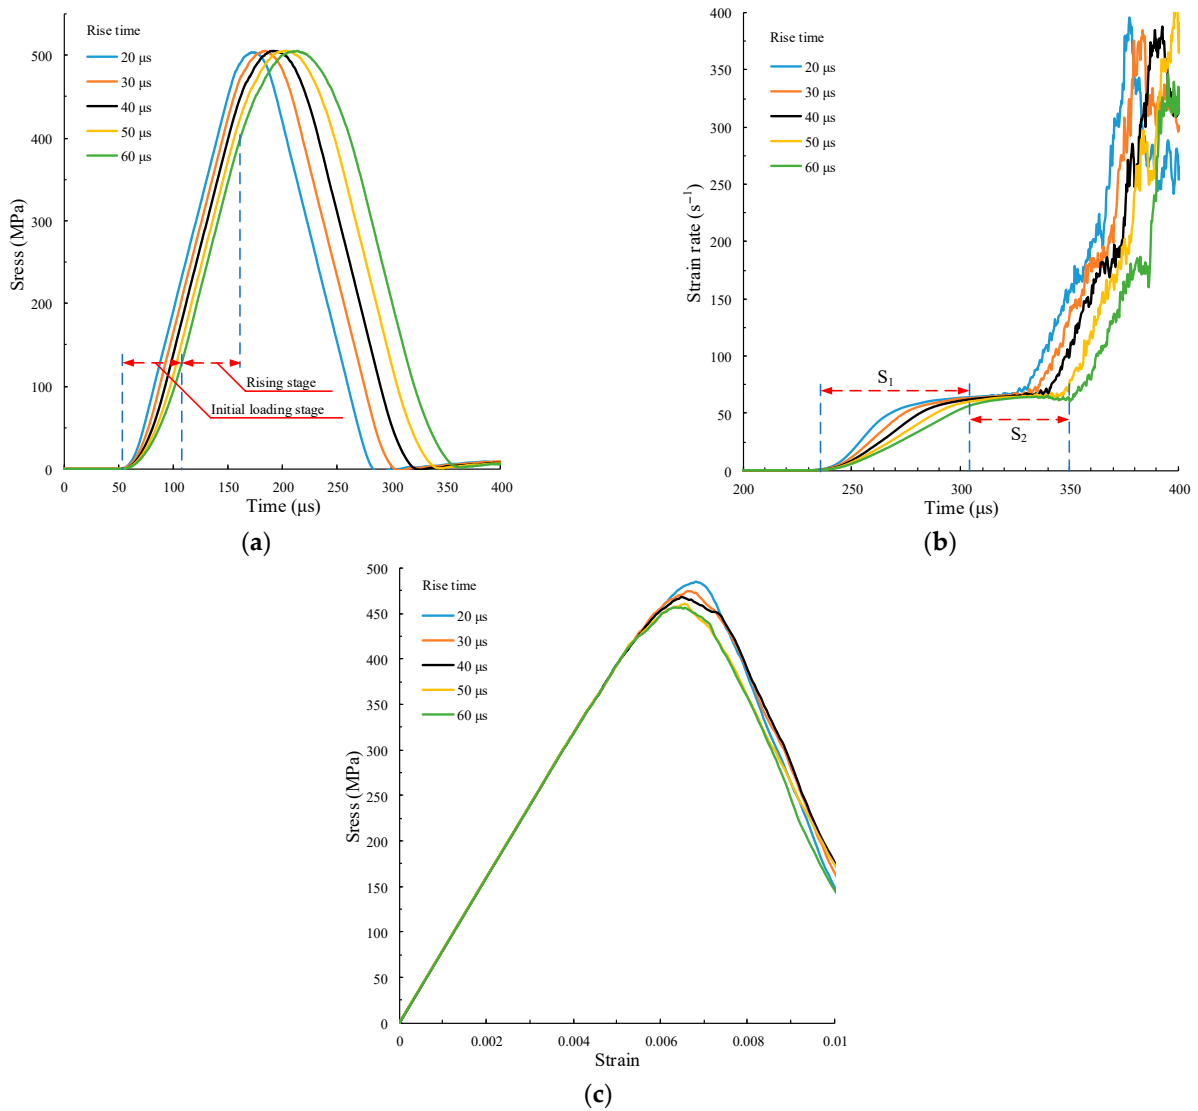 Rise time
20 μs
30 μs
40 μs
50 μs
60 μs
Sress (MPa)
500
400
300
200
100
0
Rising stage
Initial loading stage
0 50 100 150 200 250 300 350 400
Time (μs)
(a)
Rise time
20 μs
30 μs
40 μs
50 μs
60 μs
Strain rate (s⁻¹)
400
350
300
250
200
150
100
50
0
S₁
S₂
200 250 300 350 400
Time (μs)
(b)
Rise time
20 μs
30 μs
40 μs
50 μs
60 μs
Sress (MPa)
500
450
400
350
300
250
200
150
100
50
0
0 0.002 0.004 0.006 0.008 0.01
Strain
(c)